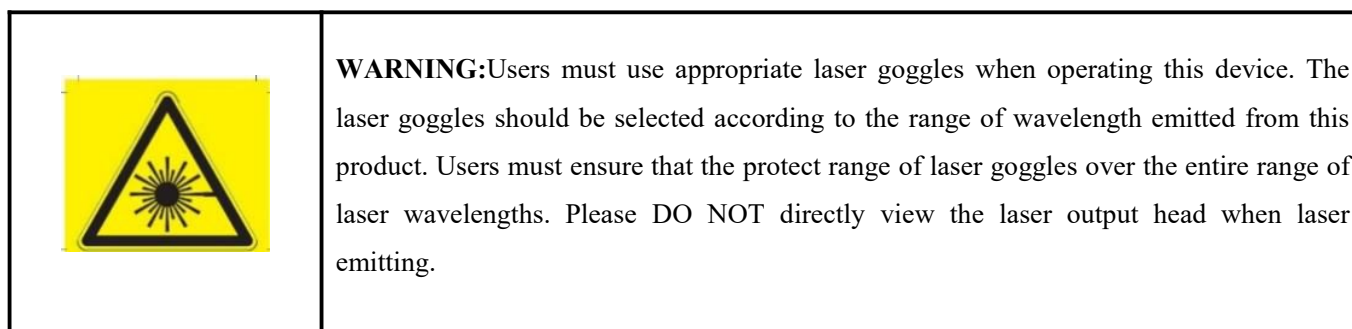 WARNING:Users must use appropriate laser goggles when operating this device. The
laser goggles should be selected according to the range of wavelength emitted from this
product. Users must ensure that the protect range of laser goggles over the entire range of
laser wavelengths. Please DO NOT directly view the laser output head when laser
emitting.